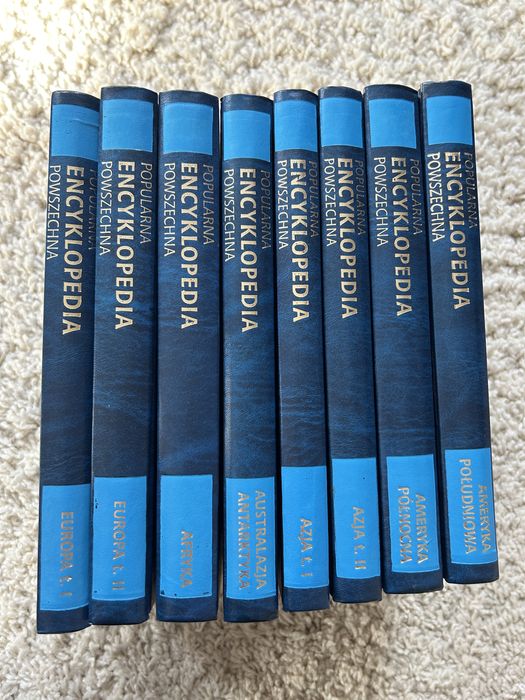 POPULARNA
ENCYKLOPEDIA
POWSZECHNA
EUROPA t. I
POPULARNA
ENCYKLOPEDIA
POWSZECHNA
EUROPA t. II
POPULARNA
ENCYKLOPEDIA
POWSZECHNA
AFRYKA
POPULARNA
ENCYKLOPEDIA
POWSZECHNA
AUSTRALAZJA
ANTARKTYKA
POPULARNA
ENCYKLOPEDIA
POWSZECHNA
AZJA t. I
POPULARNA
ENCYKLOPEDIA
POWSZECHNA
AZJA t. II
POPULARNA
ENCYKLOPEDIA
POWSZECHNA
AMERYKA
PÓŁNOCNA
POPULARNA
ENCYKLOPEDIA
POWSZECHNA
AMERYKA
POŁUDNIOWA